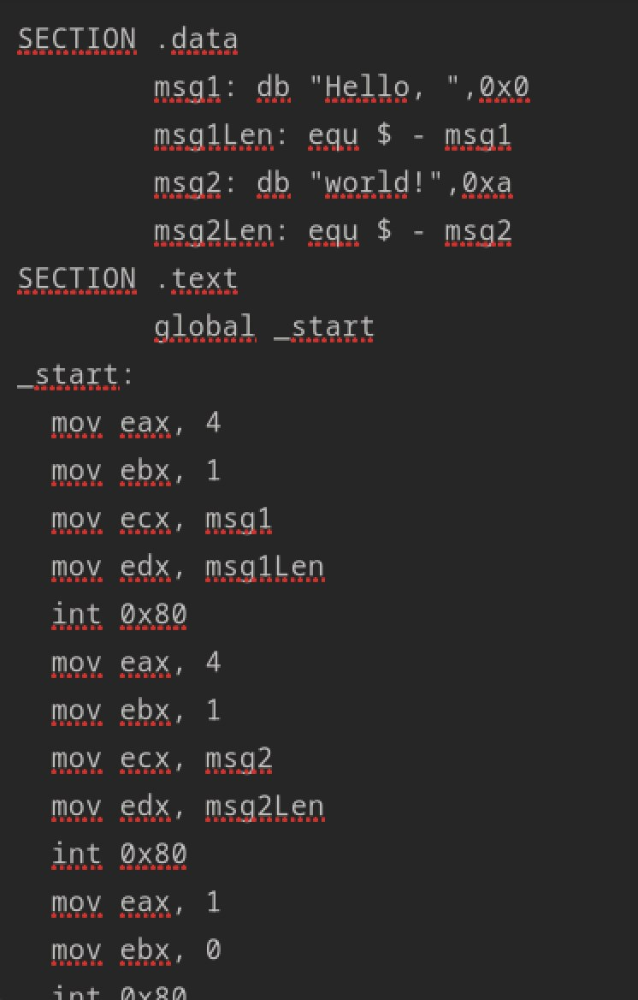 SECTION .data
msg1: db "Hello, ",0x0
msg1Len: equ $ - msg1
msg2: db "world!",0xa
msg2Len: equ $ - msg2
SECTION .text
global _start
_start:
mov eax, 4
mov ebx, 1
mov ecx, msg1
mov edx, msg1Len
int 0x80
mov eax, 4
mov ebx, 1
mov ecx, msg2
mov edx, msg2Len
int 0x80
mov eax, 1
mov ebx, 0
int 0x80